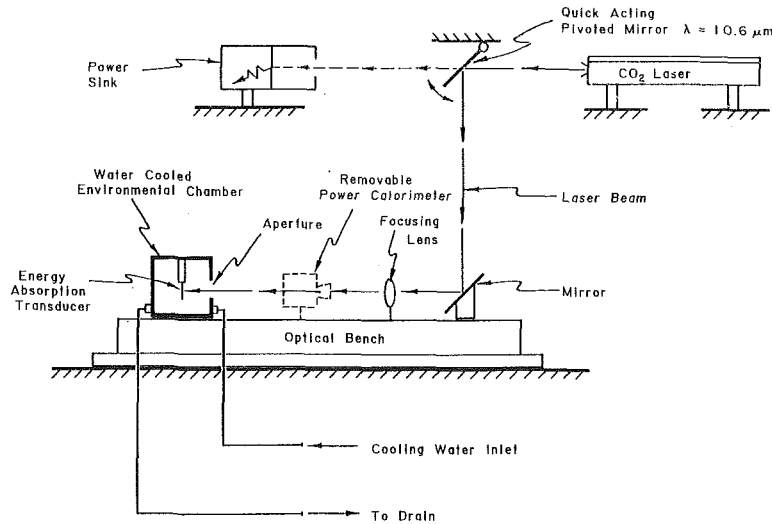 Quick Acting
Pivoted Mirror λ = 10.6 μm
Power
Sink
CO₂ Laser
Water Cooled
Environmental Chamber
Removable
Power Calorimeter
Aperture
Focusing
Lens
Laser Beam
Energy
Absorption
Transducer
Mirror
Optical Bench
Cooling Water Inlet
To Drain